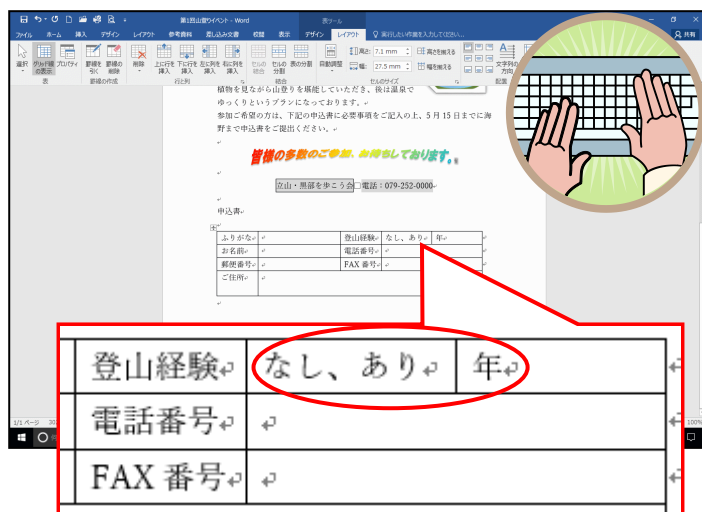 第1回山登りイベント - Word
表ツール
ファイル ホーム 挿入 デザイン レイアウト 参考資料 差し込み文書 校閲 表示 デザイン レイアウト 実行したい作業を入力してください...
共有
選択 グリッド線の表示 プロパティ 罫線を引く 罫線の削除 削除 上に行を挿入 下に行を挿入 左に列を挿入 右に列を挿入 セルの結合 セルの分割 表の分割 自動調整 高さ: 7.1 mm 高さを揃える
幅: 27.5 mm 幅を揃える
文字列の方向
表 罫線の作成 行と列 結合 セルのサイズ 配置
植物を見ながら山登りを堪能していただき、後は温泉で
ゆっくりというプランになっております。
参加ご希望の方は、下記の申込書に必要事項をご記入の上、5月15日までに海
野まで申込書をご提出ください。
皆様の多数のご参加、お待ちしております。
立山・黒部を歩こう会□電話：079-252-0000
申込書
ふりがな 登山経験 なし、あり 年
お名前 電話番号
郵便番号 FAX 番号
ご住所
登山経験 なし、あり 年
電話番号
FAX 番号
1/1 ページ
100%